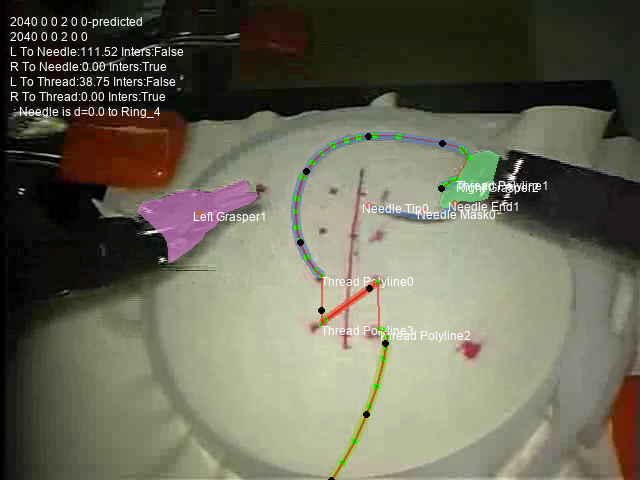 2040 0 0 2 0 0-predicted
2040 0 0 2 0 0
L To Needle:111.52 Inters:False
R To Needle:0.00 Inters:True
L To Thread:38.75 Inters:False
R To Thread:0.00 Inters:True
: Needle is d=0.0 to Ring_4
Thread Polyline1
Left Grasper1
Needle Tip0
Needle End1
Needle Mask0
Thread Polyline0
Thread Polyline3
Thread Polyline2